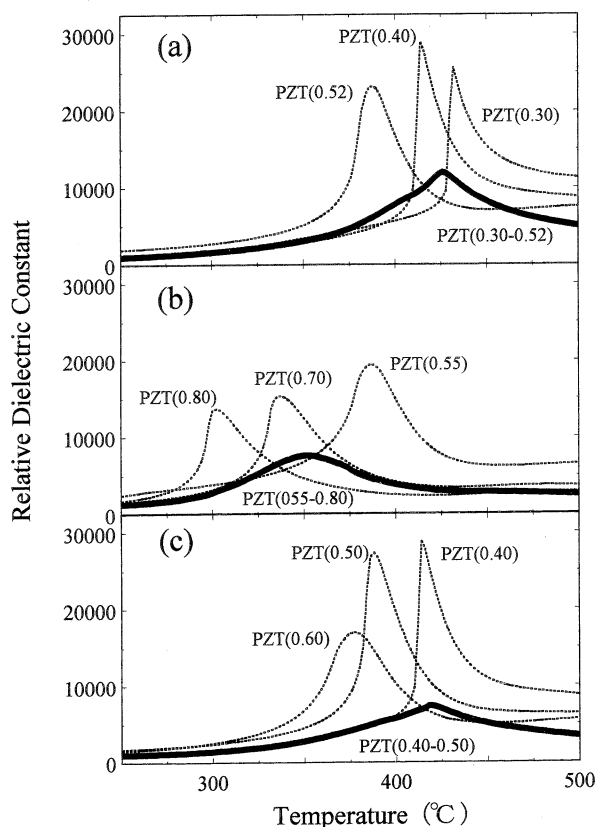 30000
(a)
PZT(0.40)
PZT(0.52)
PZT(0.30)
20000
10000
PZT(0.30-0.52)
0
30000
(b)
20000
PZT(0.55)
PZT(0.70)
PZT(0.80)
10000
PZT(055-0.80)
0
30000
(c)
PZT(0.50)
PZT(0.40)
20000
PZT(0.60)
10000
PZT(0.40-0.50)
0
300
400
500
Relative Dielectric Constant
Temperature (℃)